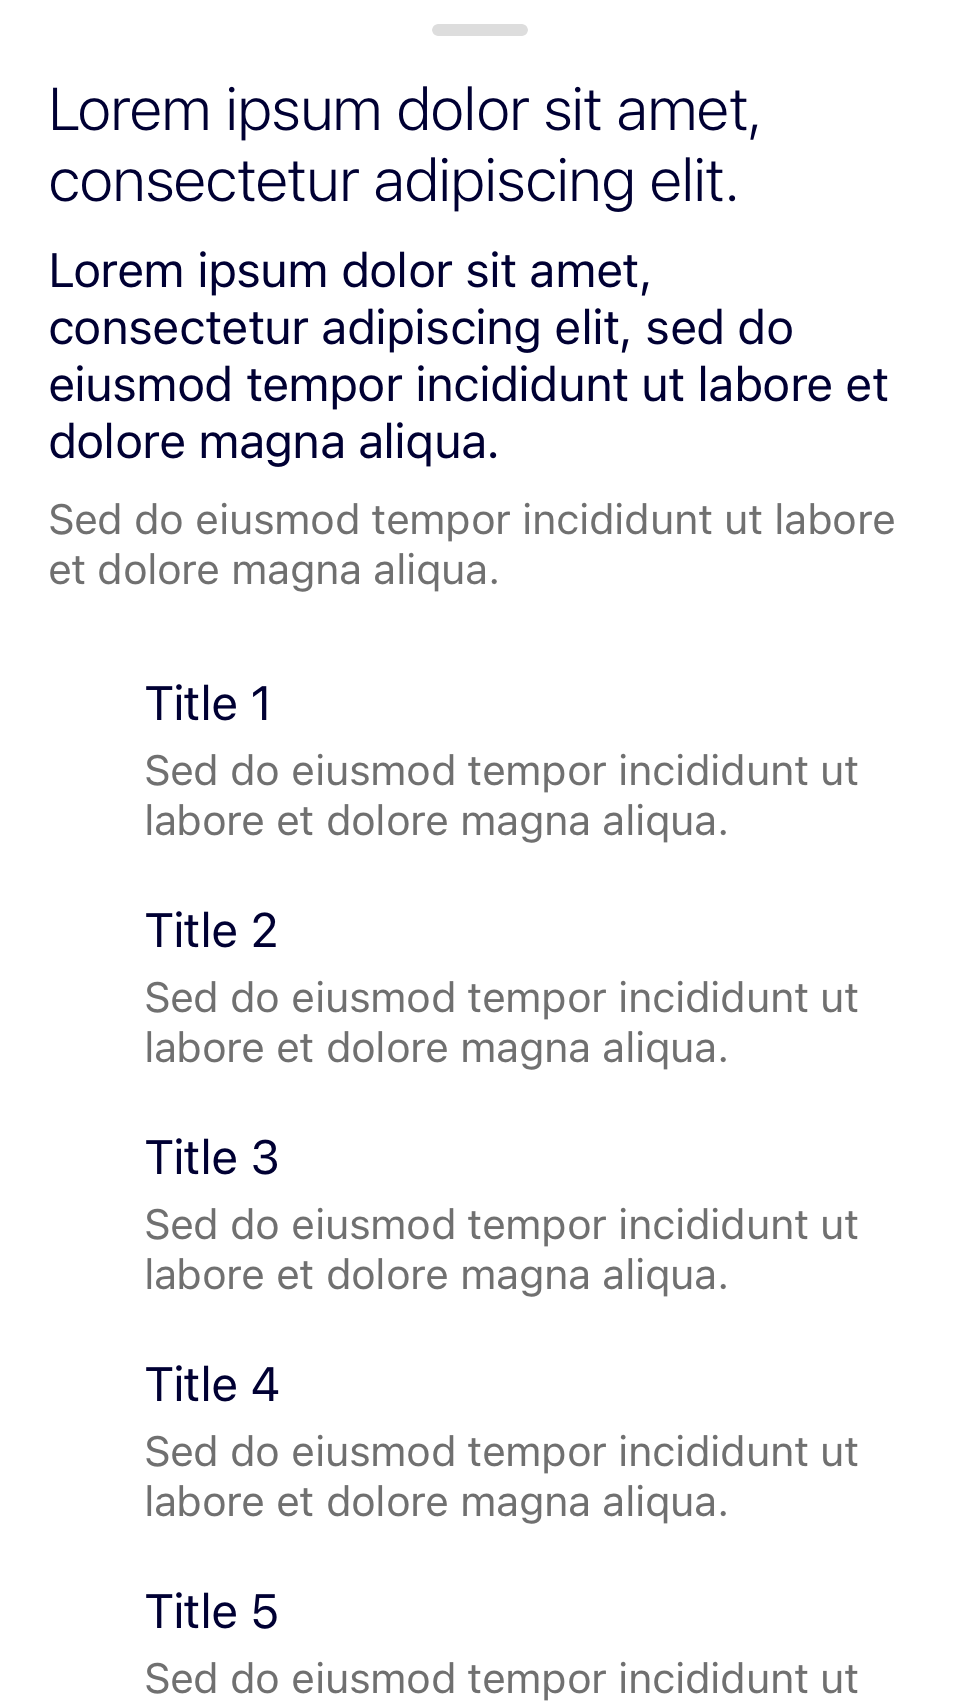 Lorem ipsum dolor sit amet,
consectetur adipiscing elit.
Lorem ipsum dolor sit amet,
consectetur adipiscing elit, sed do
eiusmod tempor incididunt ut labore et
dolore magna aliqua.
Sed do eiusmod tempor incididunt ut labore
et dolore magna aliqua.
Title 1
Sed do eiusmod tempor incididunt ut
labore et dolore magna aliqua.
Title 2
Sed do eiusmod tempor incididunt ut
labore et dolore magna aliqua.
Title 3
Sed do eiusmod tempor incididunt ut
labore et dolore magna aliqua.
Title 4
Sed do eiusmod tempor incididunt ut
labore et dolore magna aliqua.
Title 5
Sed do eiusmod tempor incididunt ut